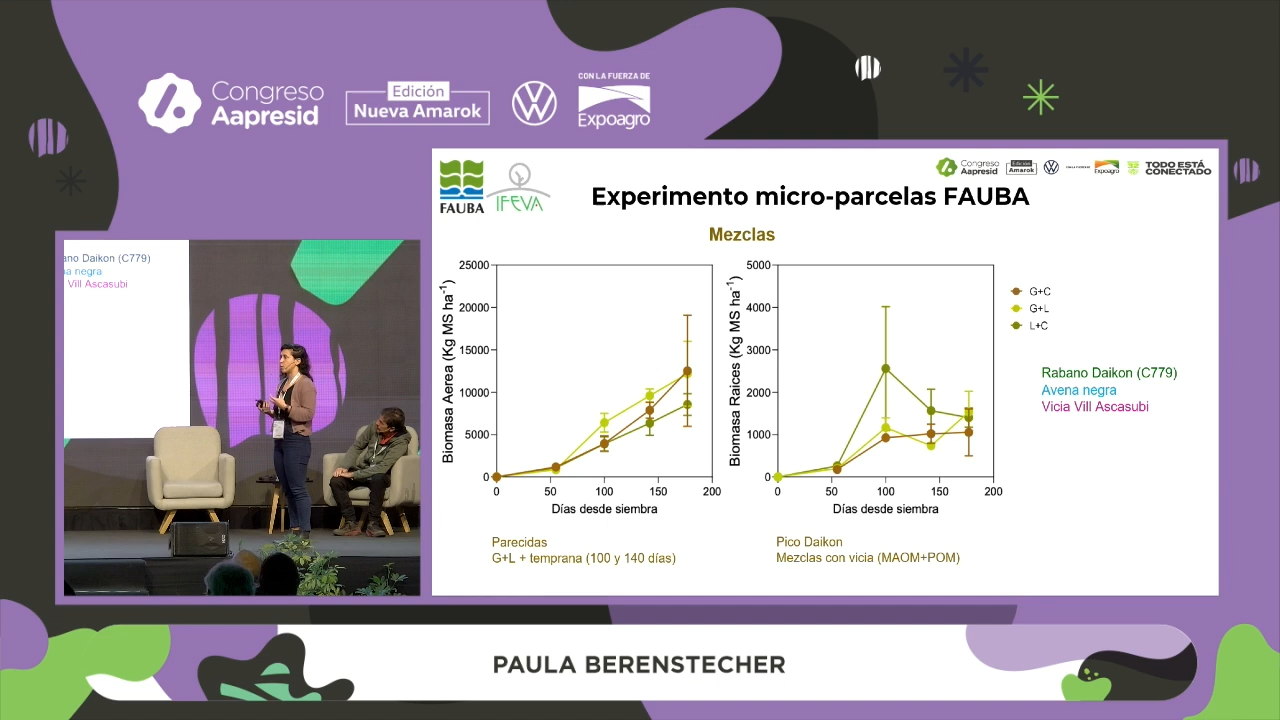 Congreso
Aapresid
Edición
Nueva Amarok
CON LA FUERZA DE
Expoagro
FAUBA
IFEVA
Congreso
Aapresid
Edición
Amarok
Expoagro
TODO ESTÁ
CONECTADO
Experimento micro-parcelas FAUBA
Mezclas
Biomasa Aerea (Kg MS ha-1)
25000
20000
15000
10000
5000
0
0 50 100 150 200
Días desde siembra
Biomasa Raices (Kg MS ha-1)
5000
4000
3000
2000
1000
0
0 50 100 150 200
Días desde siembra
G+C
G+L
L+C
Rabano Daikon (C779)
Avena negra
Vicia Vill Ascasubi
Parecidas
G+L + temprana (100 y 140 días)
Pico Daikon
Mezclas con vicia (MAOM+POM)
ano Daikon (C779)
na negra
Vill Ascasubi
PAULA BERENSTECHER